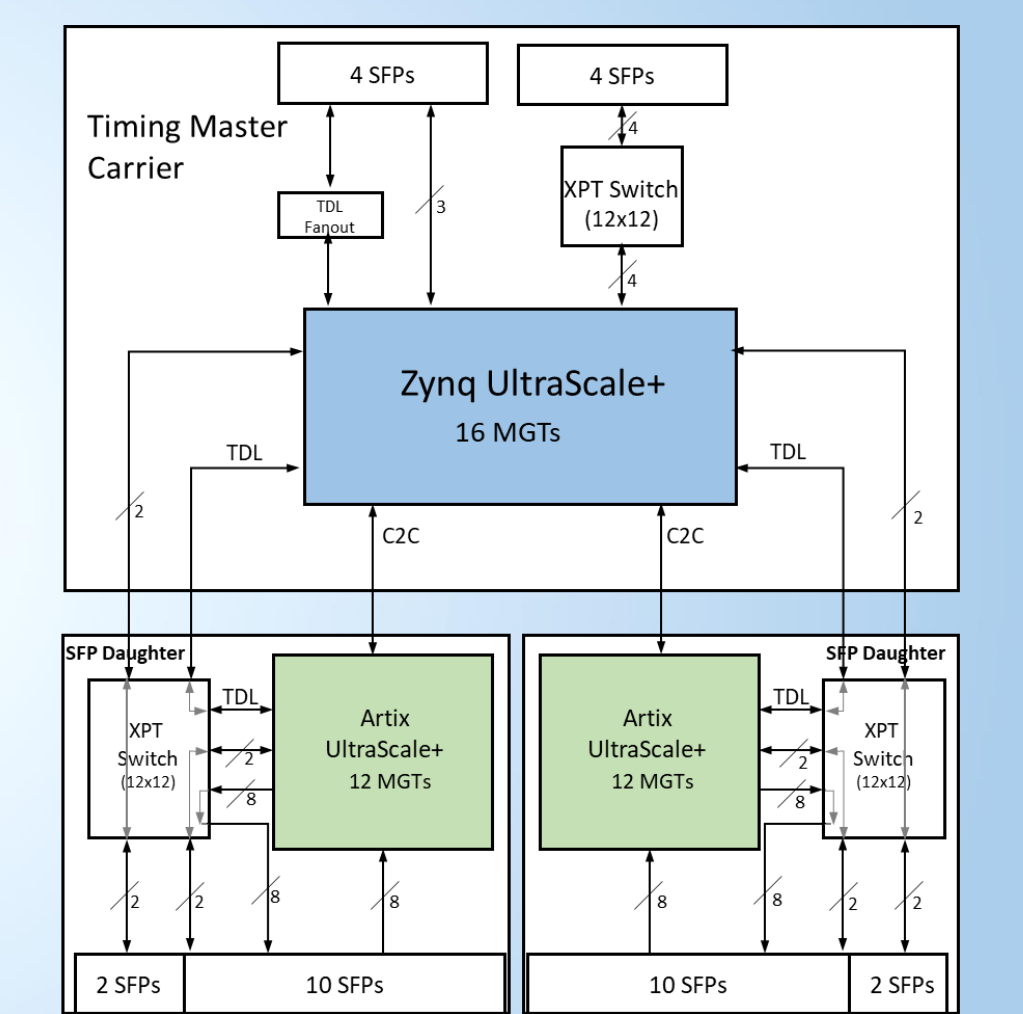 4 SFPs
4 SFPs
Timing Master
Carrier
4
TDL
Fanout
3
XPT Switch
(12x12)
4
Zynq UltraScale+
16 MGTs
TDL
TDL
2
2
C2C
C2C
SFP Daughter
SFP Daughter
XPT
Switch
(12x12)
TDL
2
8
Artix
UltraScale+
12 MGTs
Artix
UltraScale+
12 MGTs
TDL
2
8
XPT
Switch
(12x12)
2
2
8
8
8
8
2
2
2 SFPs
10 SFPs
10 SFPs
2 SFPs